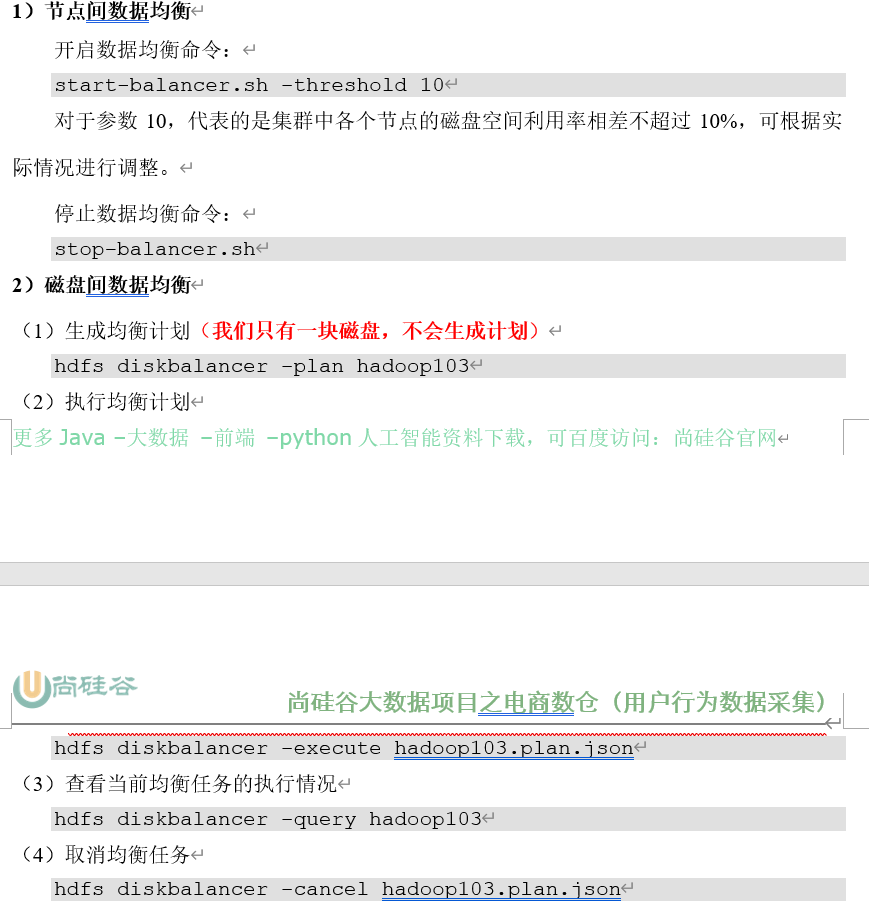 1）节点间数据均衡
开启数据均衡命令：
start-balancer.sh –threshold 10
对于参数 10，代表的是集群中各个节点的磁盘空间利用率相差不超过 10%，可根据实
际情况进行调整。
停止数据均衡命令：
stop-balancer.sh
2）磁盘间数据均衡
（1）生成均衡计划（我们只有一块磁盘，不会生成计划）
hdfs diskbalancer –plan hadoop103
（2）执行均衡计划
更多 Java –大数据 –前端 –python 人工智能资料下载，可百度访问：尚硅谷官网
尚硅谷
尚硅谷大数据项目之电商数仓（用户行为数据采集）
hdfs diskbalancer –execute hadoop103.plan.json
（3）查看当前均衡任务的执行情况
hdfs diskbalancer –query hadoop103
（4）取消均衡任务
hdfs diskbalancer –cancel hadoop103.plan.json